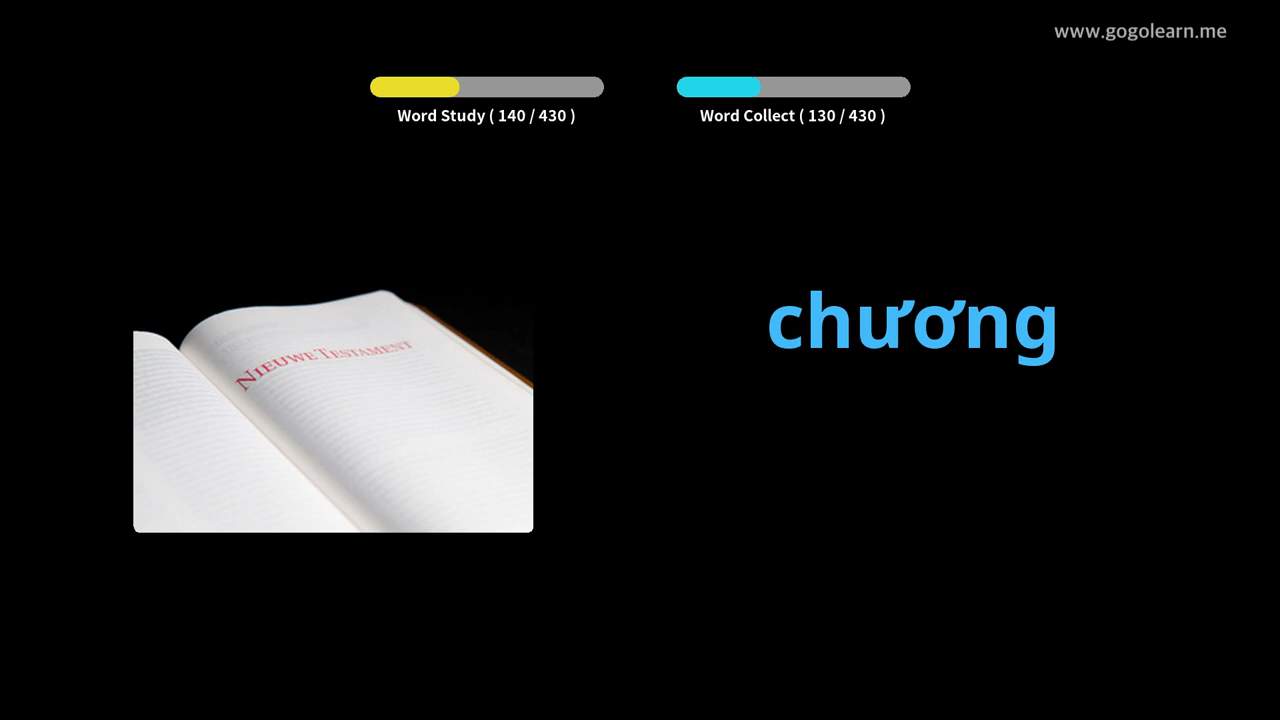 www.gogolearn.me
Word Study ( 140 / 430 )
Word Collect ( 130 / 430 )
chương
NIEUWE TESTAMENT